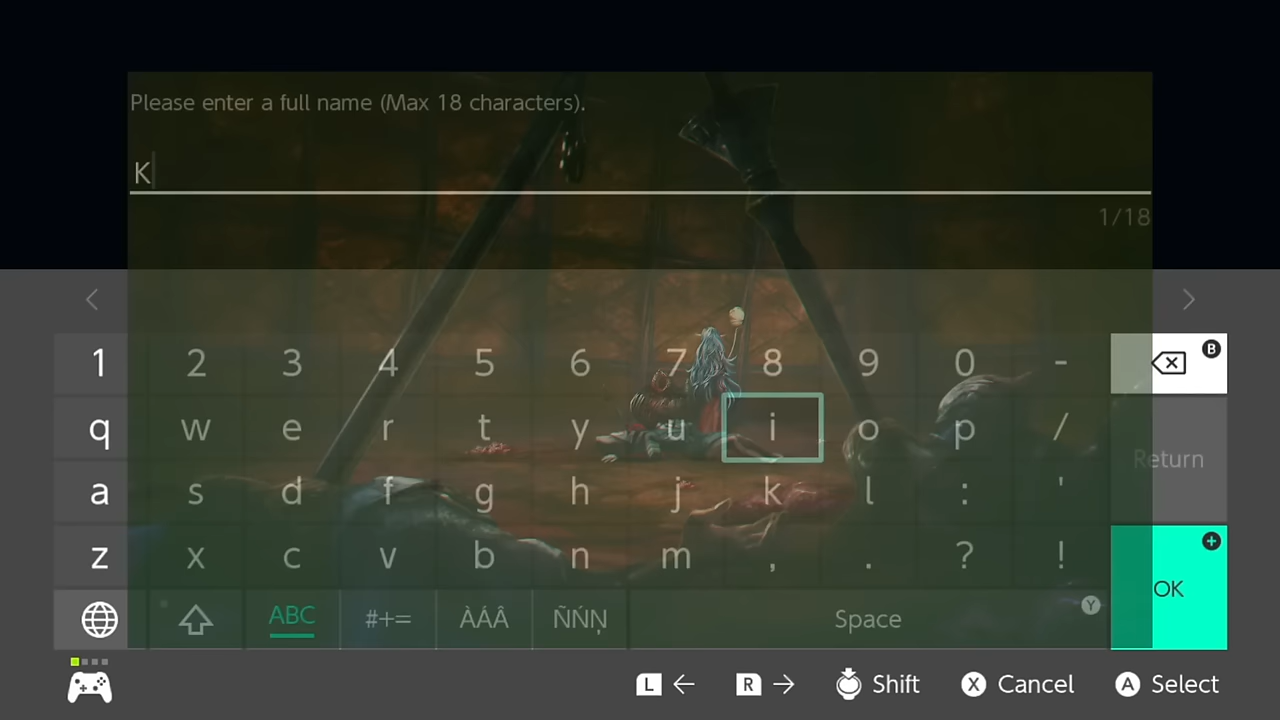 Please enter a full name (Max 18 characters).
K
1/18
1 2 3 4 5 6 7 8 9 0 - B
q w e r t y u i o p / Return
a s d f g h j k l : '
z x c v b n m , . ? ! + OK
ABC #+= ÀÁÂ ÑŃŅ Space Y
L ← R → Shift X Cancel A Select